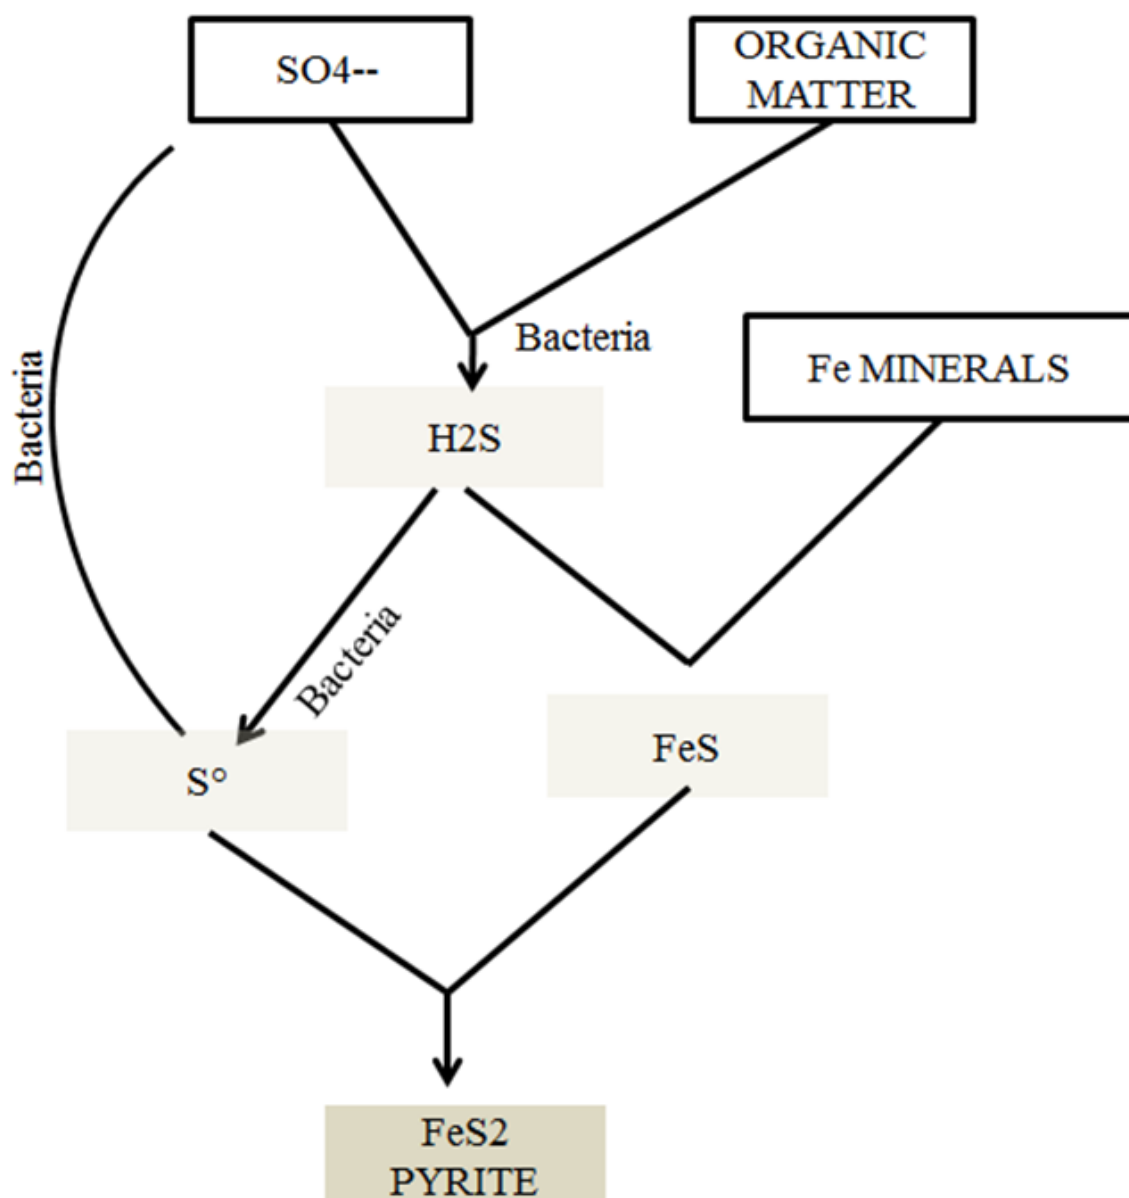 SO4--
ORGANIC
MATTER
Bacteria
Fe MINERALS
Bacteria
H2S
Bacteria
S°
FeS
FeS2
PYRITE